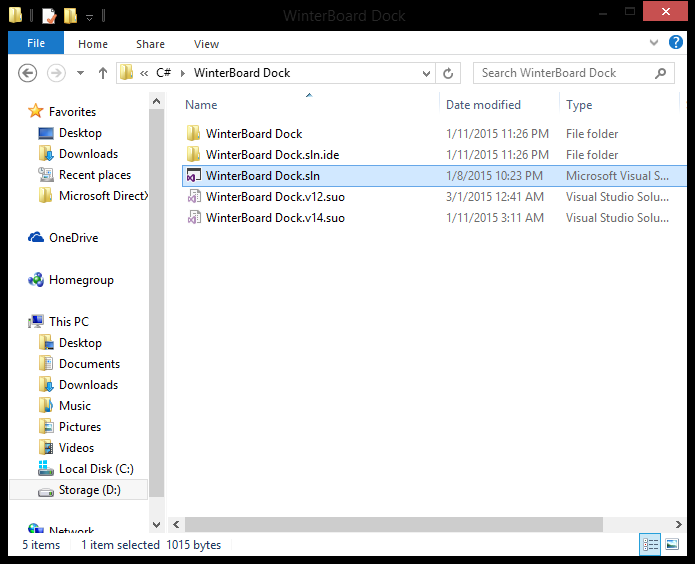 WinterBoard Dock
File Home Share View
« C# WinterBoard Dock Search WinterBoard Dock
Name Date modified Type
Favorites
Desktop
Downloads
Recent places
Microsoft DirectX
OneDrive
Homegroup
This PC
Desktop
Documents
Downloads
Music
Pictures
Videos
Local Disk (C:)
Storage (D:)
Network
WinterBoard Dock 1/11/2015 11:26 PM File folder
WinterBoard Dock.sln.ide 1/11/2015 11:26 PM File folder
WinterBoard Dock.sln 1/8/2015 10:23 PM Microsoft Visual S...
WinterBoard Dock.v12.suo 3/1/2015 12:41 AM Visual Studio Solu...
WinterBoard Dock.v14.suo 1/11/2015 3:11 AM Visual Studio Solu...
5 items 1 item selected 1015 bytes